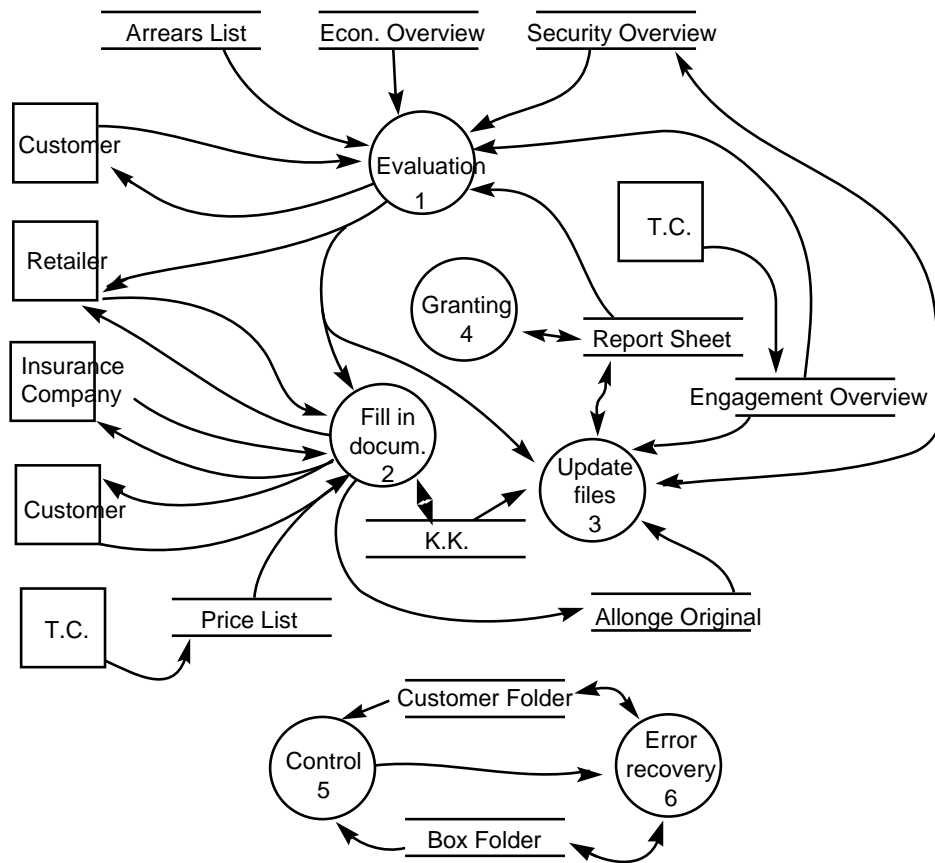 Arrears List
Econ. Overview
Security Overview
Customer
Evaluation
1
T.C.
Retailer
Granting
4
Report Sheet
Insurance
Company
Engagement Overview
Fill in
docum.
2
Update
files
3
Customer
K.K.
T.C.
Price List
Allonge Original
Customer Folder
Control
5
Error
recovery
6
Box Folder